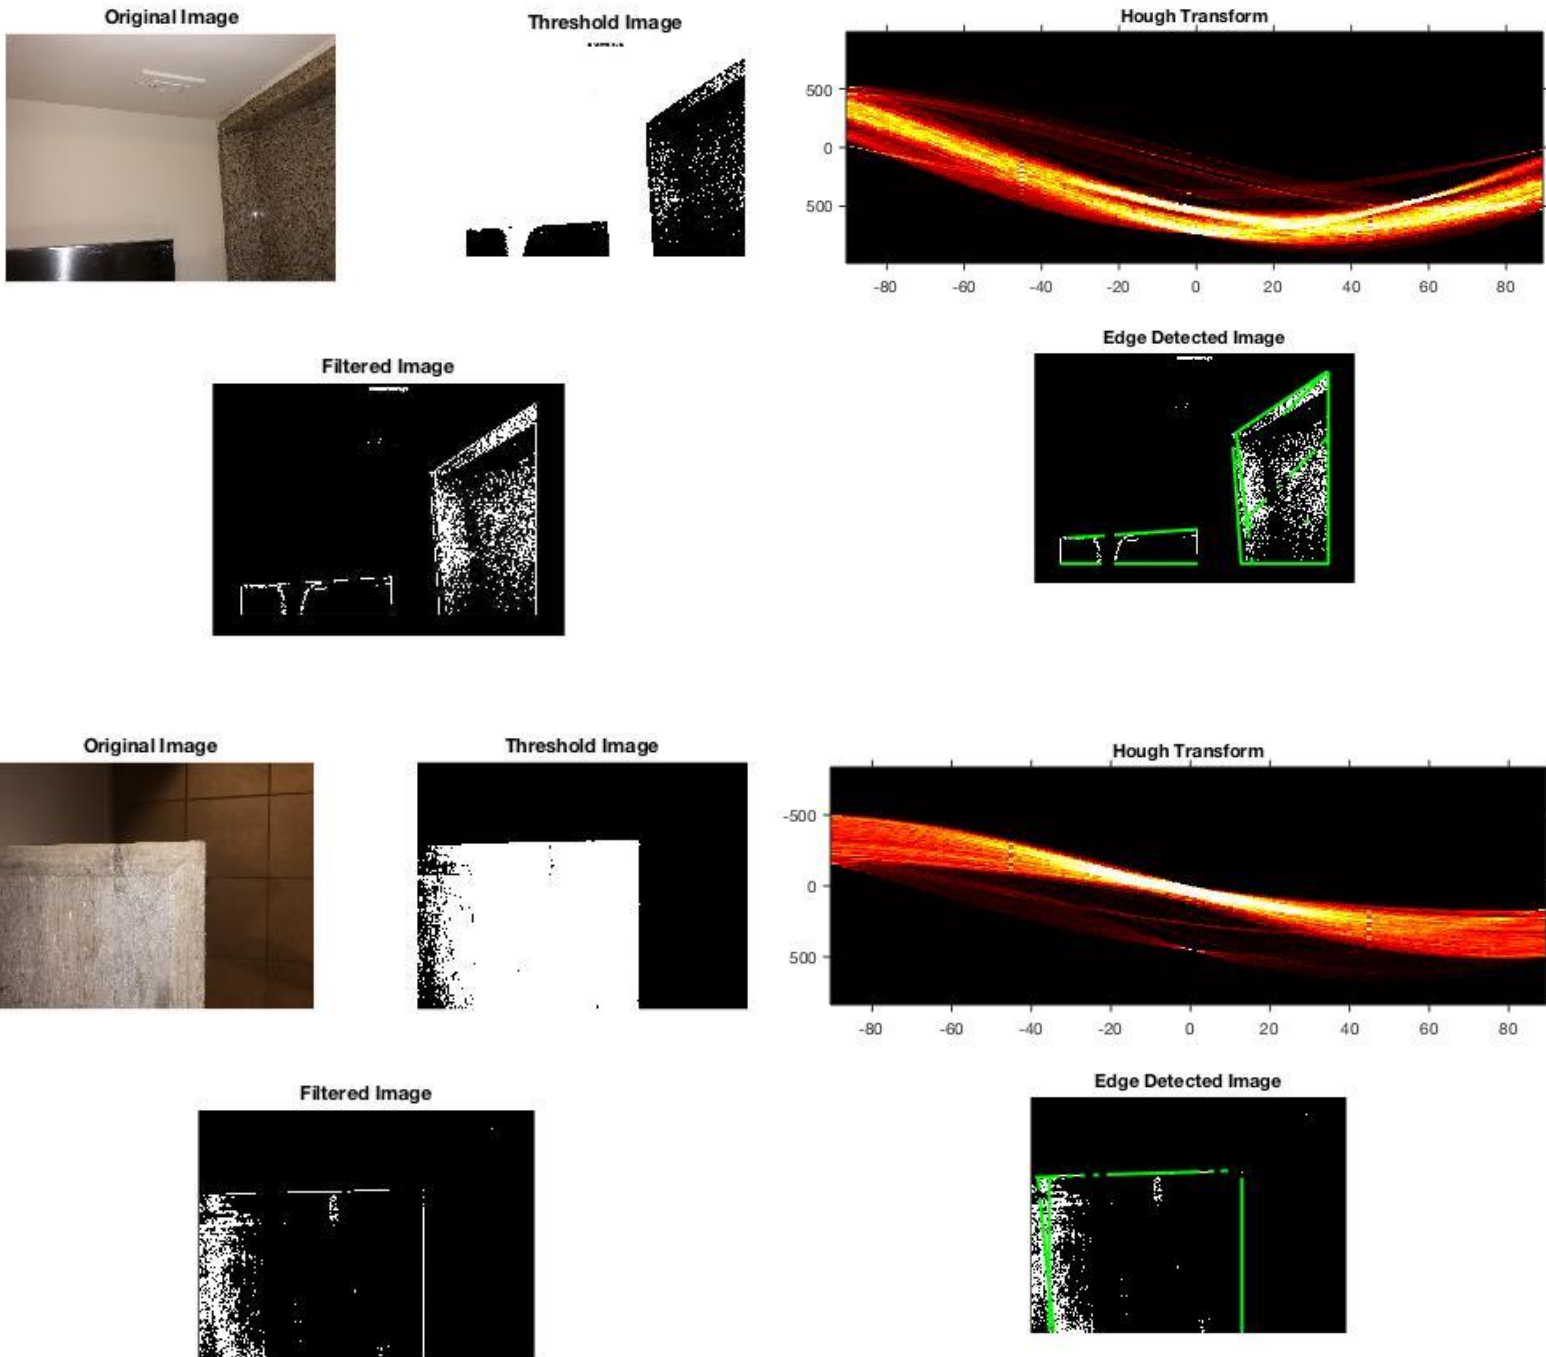 Original Image
Threshold Image
Hough Transform
500
0
500
-80 -60 -40 -20 0 20 40 60 80
Filtered Image
Edge Detected Image
Original Image
Threshold Image
Hough Transform
-500
0
500
-80 -60 -40 -20 0 20 40 60 80
Filtered Image
Edge Detected Image